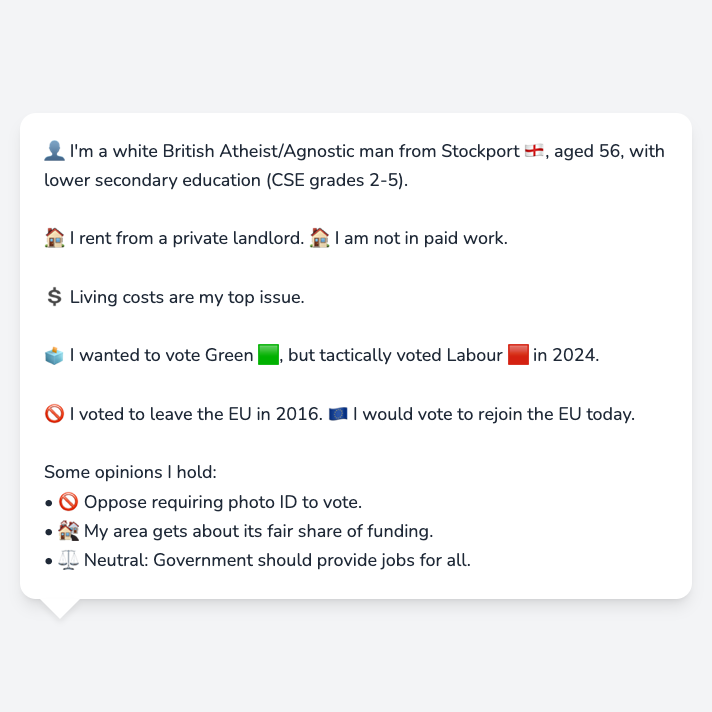 👤 I'm a white British Atheist/Agnostic man from Stockport 🏴󠁧󠁢󠁥󠁮󠁧󠁿, aged 56, with
lower secondary education (CSE grades 2-5).
🏠 I rent from a private landlord. 🏠 I am not in paid work.
💲 Living costs are my top issue.
🗳️ I wanted to vote Green 🟩, but tactically voted Labour 🟥 in 2024.
🚫 I voted to leave the EU in 2016. 🇪🇺 I would vote to rejoin the EU today.
Some opinions I hold:
• 🚫 Oppose requiring photo ID to vote.
• 🏘️ My area gets about its fair share of funding.
• ⚖️ Neutral: Government should provide jobs for all.